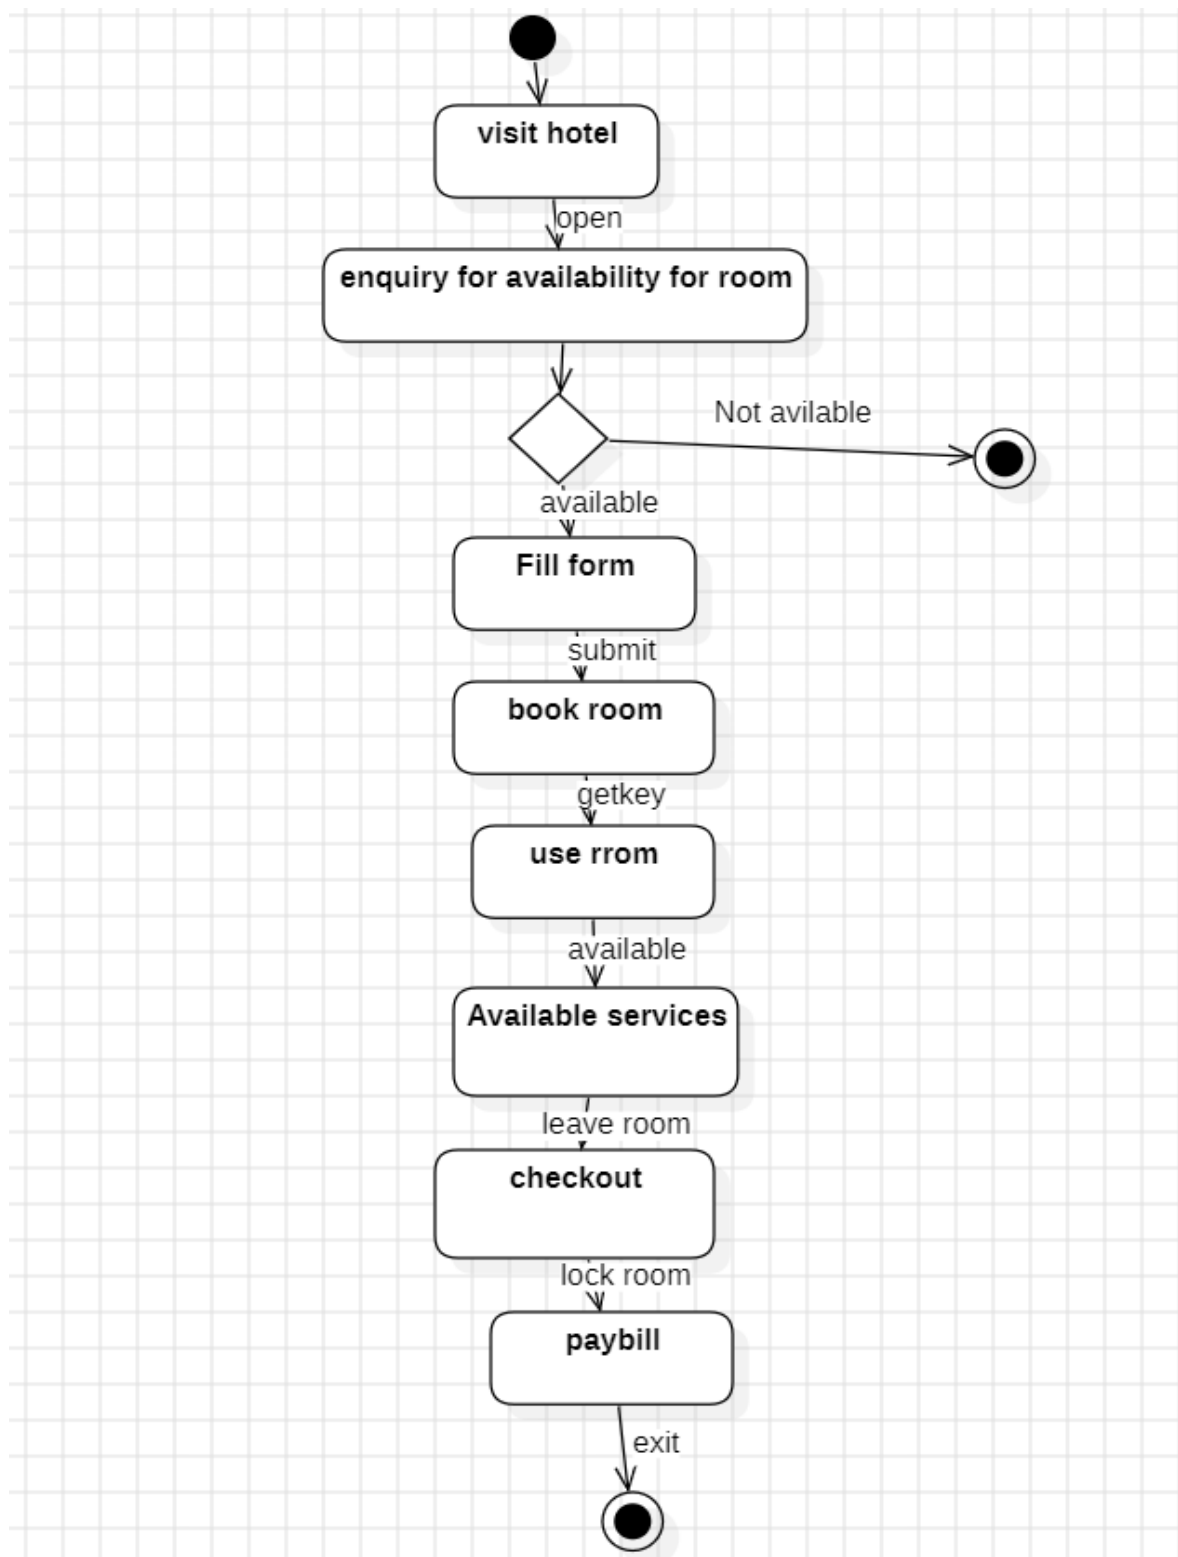 visit hotel
open
enquiry for availability for room
Not avilable
available
Fill form
submit
book room
getkey
use rrom
available
Available services
leave room
checkout
lock room
paybill
exit